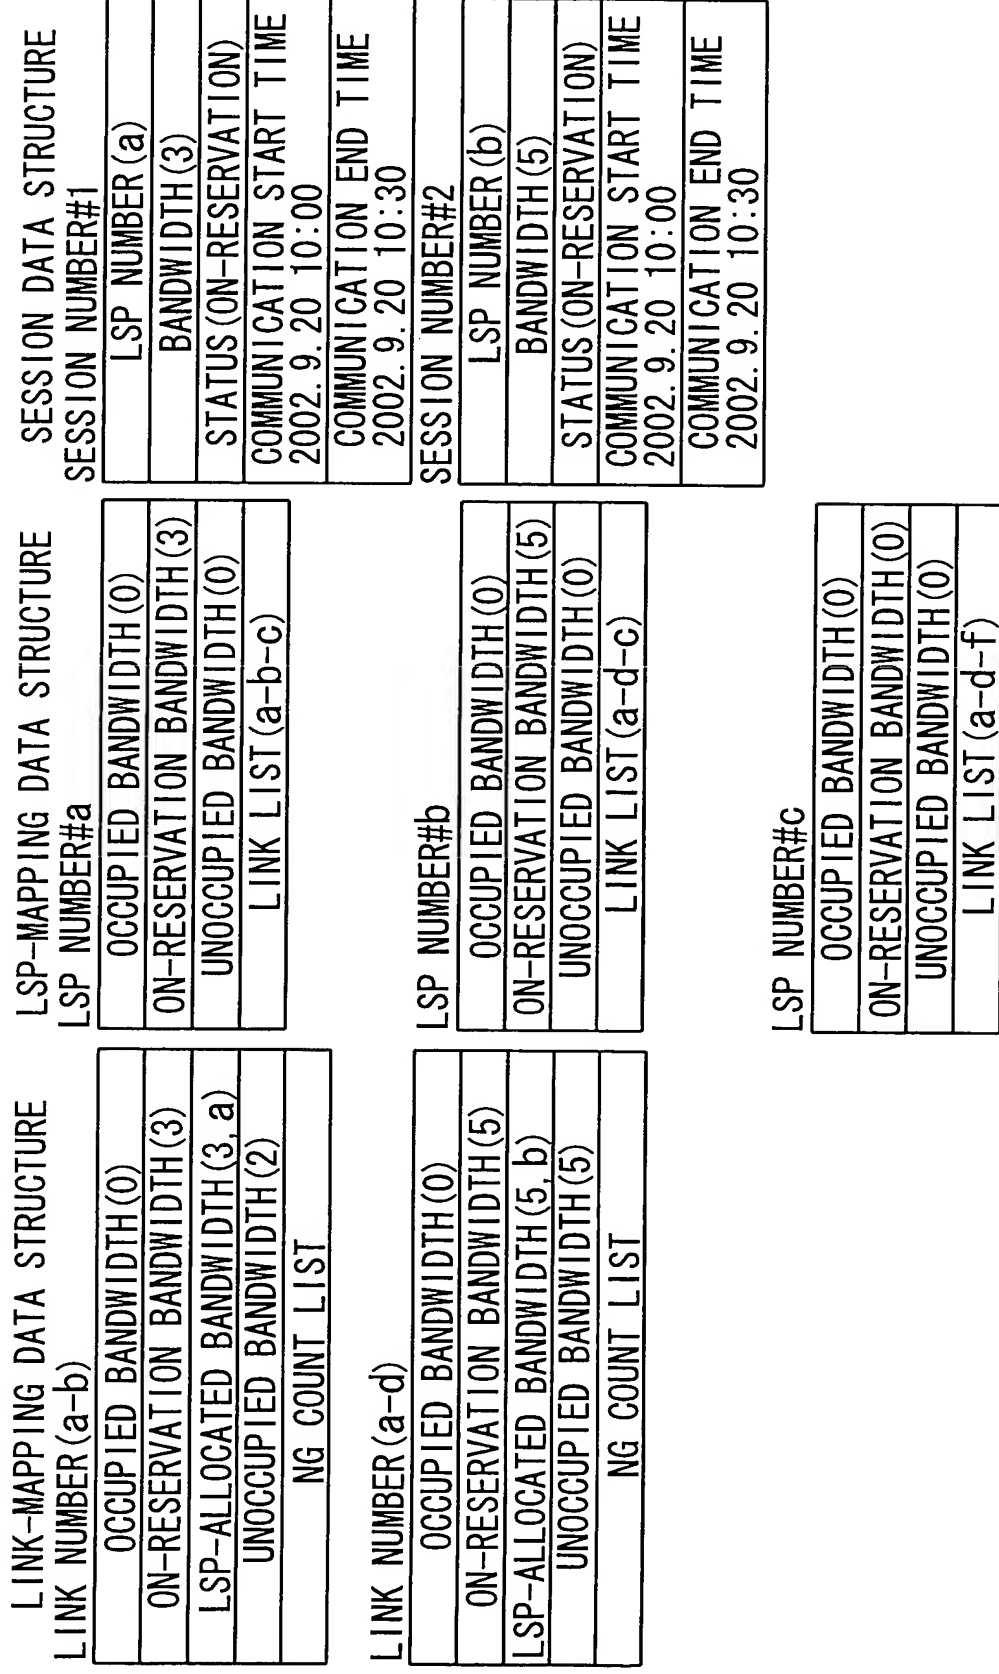 LINK-MAPPING DATA STRUCTURE
LINK NUMBER(a-b)
OCCUPIED BANDWIDTH(0)
ON-RESERVATION BANDWIDTH(3)
LSP-ALLOCATED BANDWIDTH(3, a)
UNOCCUPIED BANDWIDTH(2)
NG COUNT LIST
LINK NUMBER(a-d)
OCCUPIED BANDWIDTH(0)
ON-RESERVATION BANDWIDTH(5)
LSP-ALLOCATED BANDWIDTH(5, b)
UNOCCUPIED BANDWIDTH(5)
NG COUNT LIST
LSP-MAPPING DATA STRUCTURE
LSP NUMBER#a
OCCUPIED BANDWIDTH(0)
ON-RESERVATION BANDWIDTH(3)
UNOCCUPIED BANDWIDTH(0)
LINK LIST(a-b-c)
LSP NUMBER#b
OCCUPIED BANDWIDTH(0)
ON-RESERVATION BANDWIDTH(5)
UNOCCUPIED BANDWIDTH(0)
LINK LIST(a-d-c)
LSP NUMBER#c
OCCUPIED BANDWIDTH(0)
ON-RESERVATION BANDWIDTH(0)
UNOCCUPIED BANDWIDTH(0)
LINK LIST(a-d-f)
SESSION DATA STRUCTURE
SESSION NUMBER#1
LSP NUMBER(a)
BANDWIDTH(3)
STATUS(ON-RESERVATION)
COMMUNICATION START TIME
2002. 9. 20 10:00
COMMUNICATION END TIME
2002. 9. 20 10:30
SESSION NUMBER#2
LSP NUMBER(b)
BANDWIDTH(5)
STATUS(ON-RESERVATION)
COMMUNICATION START TIME
2002. 9. 20 10:00
COMMUNICATION END TIME
2002. 9. 20 10:30